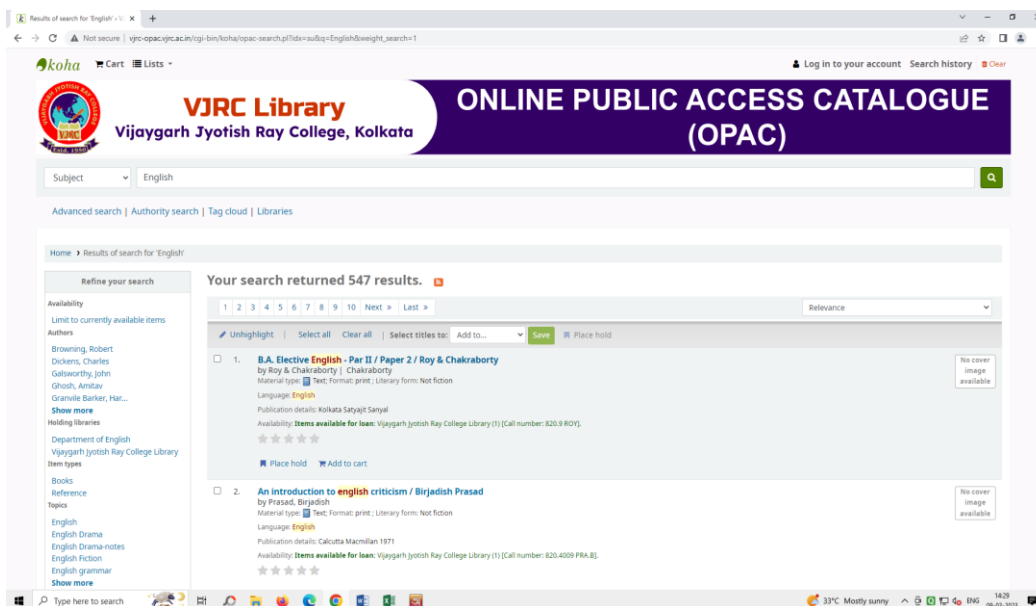 Results of search for 'English' ‹ V
Not secure | vjrc-opac.vjrc.ac.in/cgi-bin/koha/opac-search.pl?idx=su&q=English&weight_search=1
koha Cart Lists Log in to your account Search history Clear
VJRC Library
Vijaygarh Jyotish Ray College, Kolkata
ONLINE PUBLIC ACCESS CATALOGUE
(OPAC)
VJRC
Estd. 1950
Subject English
Advanced search | Authority search | Tag cloud | Libraries
Home Results of search for 'English'
Refine your search
Availability
Limit to currently available items
Authors
Browning, Robert
Dickens, Charles
Galsworthy, John
Ghosh, Amitav
Granvile Barker, Har...
Show more
Holding libraries
Department of English
Vijaygarh Jyotish Ray College Library
Item types
Books
Reference
Topics
English
English Drama
English Drama-notes
English Fiction
English grammar
Show more
Your search returned 547 results.
1 2 3 4 5 6 7 8 9 10 Next » Last » Relevance
Unhighlight | Select all Clear all | Select titles to: Add to... Save Place hold
1. B.A. Elective English - Par II / Paper 2 / Roy & Chakraborty
by Roy & Chakraborty | Chakraborty
Material type: Text; Format: print ; Literary form: Not fiction
Language: English
Publication details: Kolkata Satyajit Sanyal
Availability: Items available for loan: Vijaygarh Jyotish Ray College Library (1) [Call number: 820.9 ROY].
Place hold Add to cart
No cover
image
available
2. An introduction to english criticism / Birjadish Prasad
by Prasad, Birjadish
Material type: Text; Format: print ; Literary form: Not fiction
Language: English
Publication details: Calcutta Macmillan 1971
Availability: Items available for loan: Vijaygarh Jyotish Ray College Library (1) [Call number: 820.4009 PRA.B].
No cover
image
available
Type here to search 33°C Mostly sunny ENG 14:29